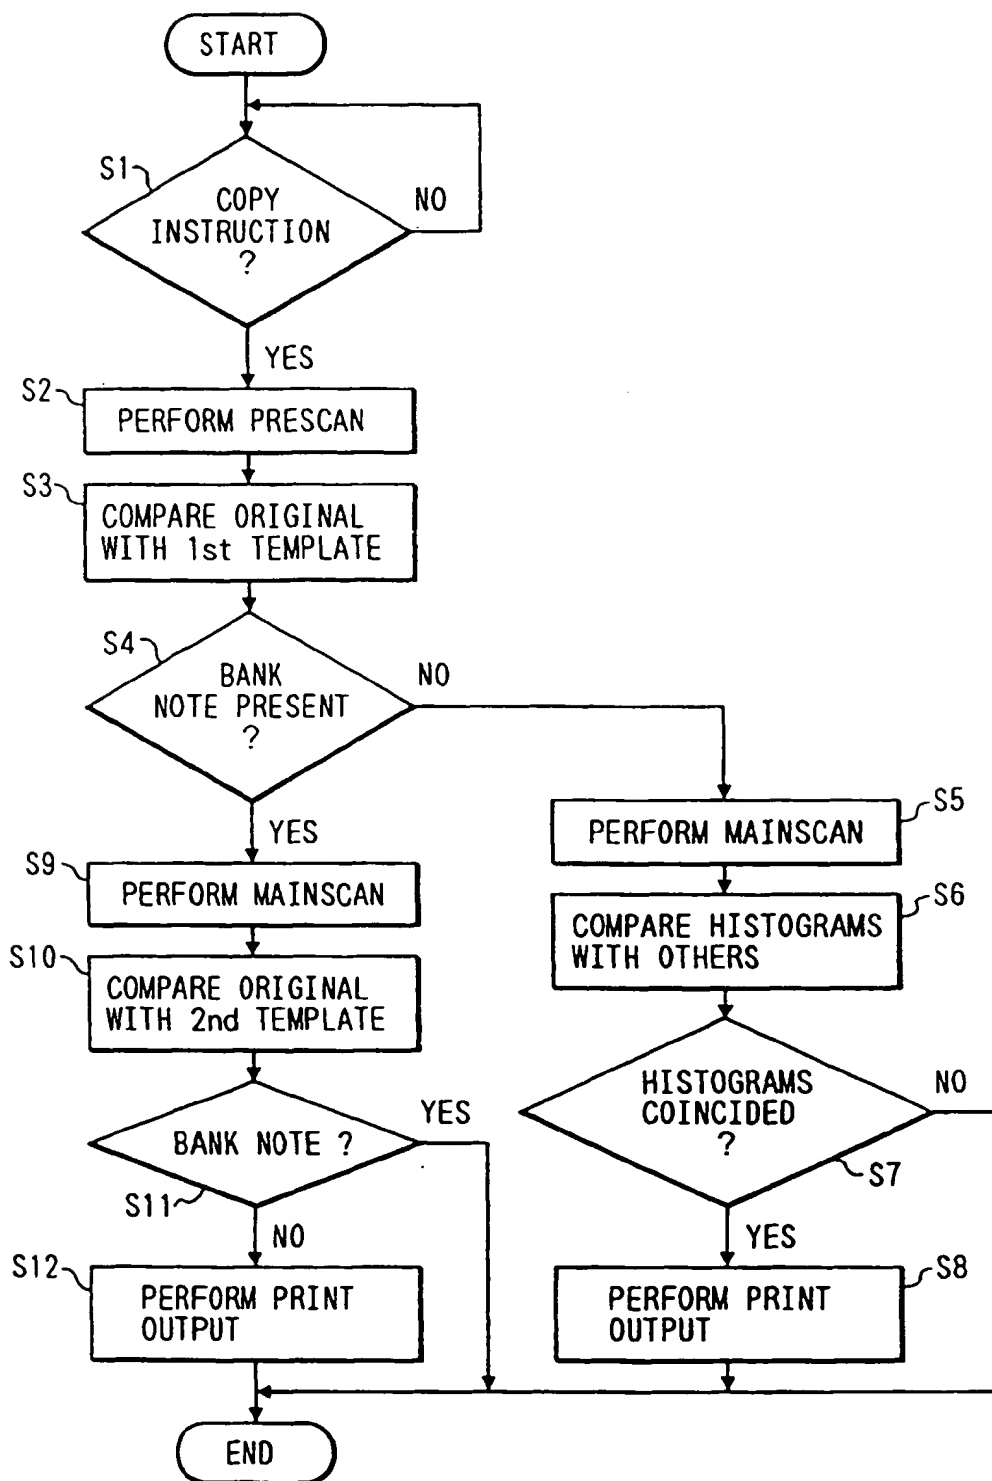 START
S1
COPY
INSTRUCTION
?
NO
YES
S2
PERFORM PRESCAN
S3
COMPARE ORIGINAL
WITH 1st TEMPLATE
S4
BANK
NOTE PRESENT
?
NO
YES
S5
PERFORM MAINSCAN
S6
COMPARE HISTOGRAMS
WITH OTHERS
HISTOGRAMS
COINCIDED
?
NO
S7
YES
S8
PERFORM PRINT
OUTPUT
S9
PERFORM MAINSCAN
S10
COMPARE ORIGINAL
WITH 2nd TEMPLATE
BANK NOTE ?
YES
S11
NO
S12
PERFORM PRINT
OUTPUT
END